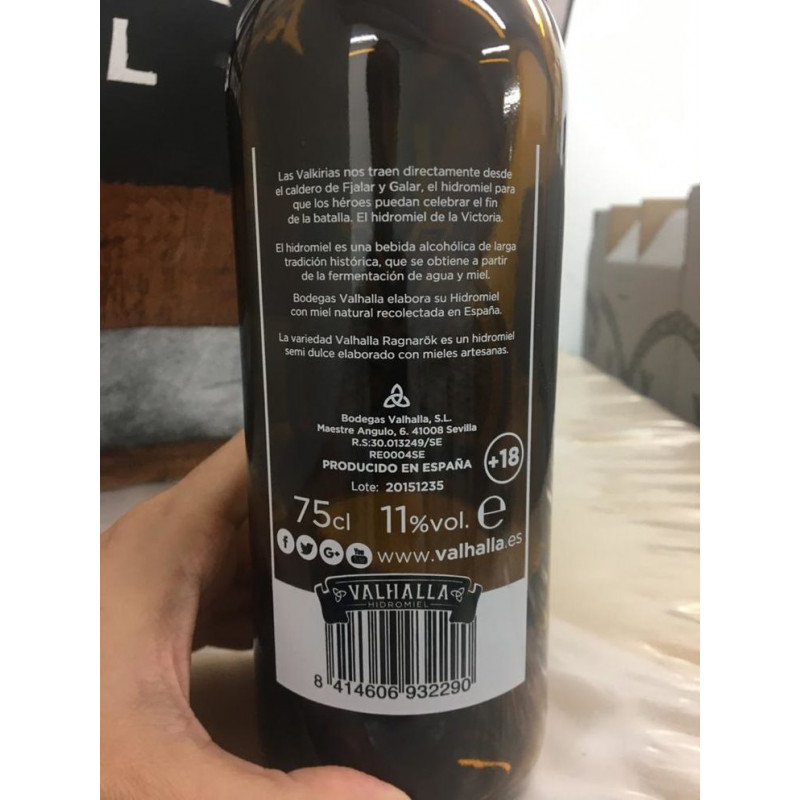 L
Las Valkirias nos traen directamente desde
el caldero de Fjalar y Galar, el hidromiel para
que los héroes puedan celebrar el fin
de la batalla. El hidromiel de la Victoria.
El hidromiel es una bebida alcohólica de larga
tradición histórica, que se obtiene a partir
de la fermentación de agua y miel.
Bodegas Valhalla elabora su Hidromiel
con miel natural recolectada en España.
La variedad Valhalla Ragnarök es un hidromiel
semi dulce elaborado con mieles artesanas.
Bodegas Valhalla, S.L.
Maestre Angulo, 6. 41008 Sevilla
R.S:30.013249/SE
RE0004SE
PRODUCIDO EN ESPAÑA
+18
Lote: 20151235
75cl 11%vol. e
f G+ You Tube www.valhalla.es
VALHALLA
HIDROMIEL
8 414606 932290